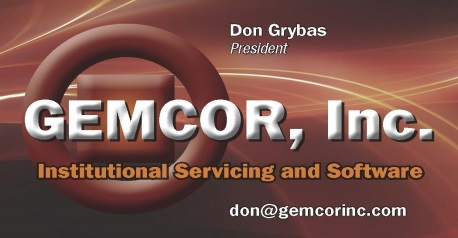 Don Grybas
President
GEMCOR, Inc.
Institutional Servicing and Software
don@gemcorinc.com